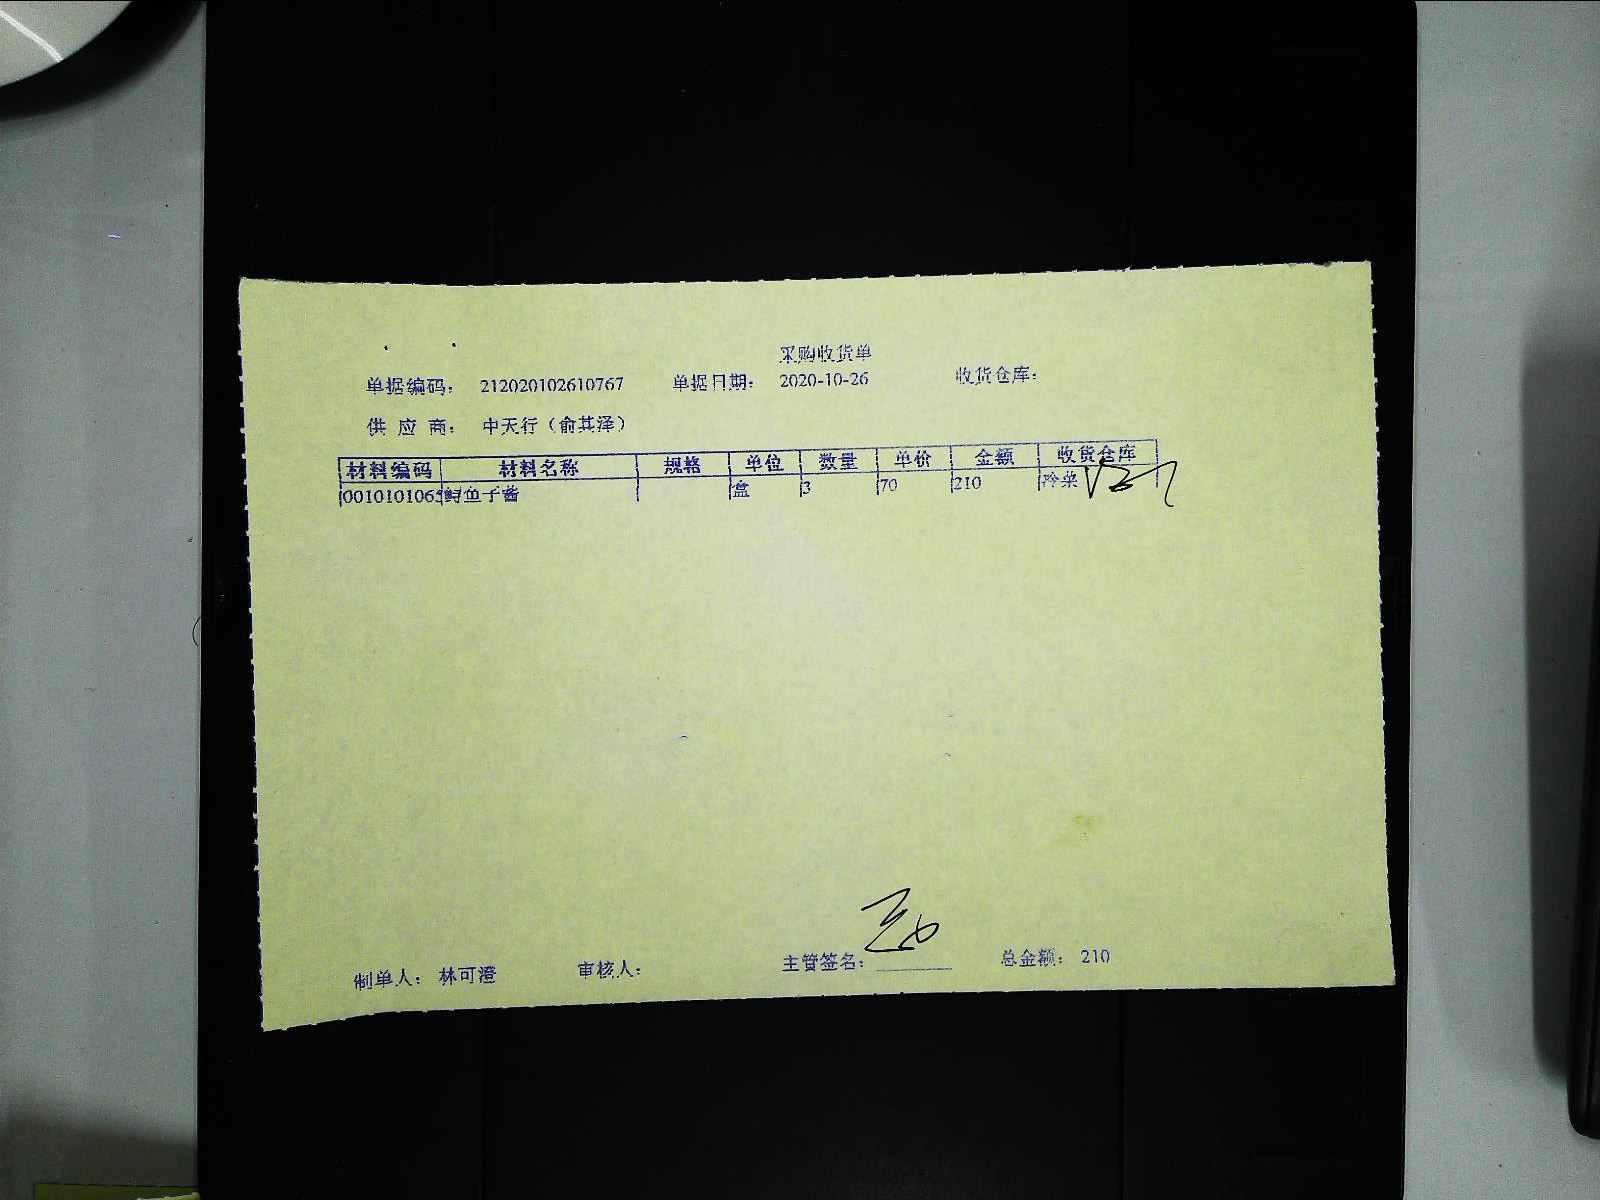 采购收货单
单据编码： 212020102610767 单据日期： 2020-10-26 收货仓库：
供 应 商： 中天行（俞其泽）
材料编码 材料名称 规格 单位 数量 单价 金额 收货仓库
鲟鱼子酱 盒 3 70 210 冷菜
制单人： 林可澄 审核人： 主管签名： 总金额： 210